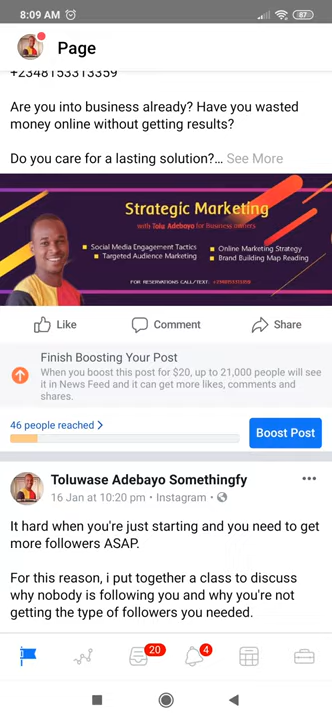 8:09 AM
87
Page
+2348153313359
Are you into business already? Have you wasted
money online without getting results?
Do you care for a lasting solution?... See More
Strategic Marketing
with Tolu Adebayo for Business owners
Social Media Engagement Tactics
Targeted Audience Marketing
Online Marketing Strategy
Brand Building Map Reading
FOR RESERVATIONS CALL/TEXT: +2348153313359
Like
Comment
Share
Finish Boosting Your Post
When you boost this post for $20, up to 21,000 people will see
it in News Feed and it can get more likes, comments and
shares.
46 people reached >
Boost Post
Toluwase Adebayo Somethingfy
16 Jan at 10:20 pm • Instagram •
It hard when you're just starting and you need to get
more followers ASAP.
For this reason, i put together a class to discuss
why nobody is following you and why you're not
getting the type of followers you needed.
20
4